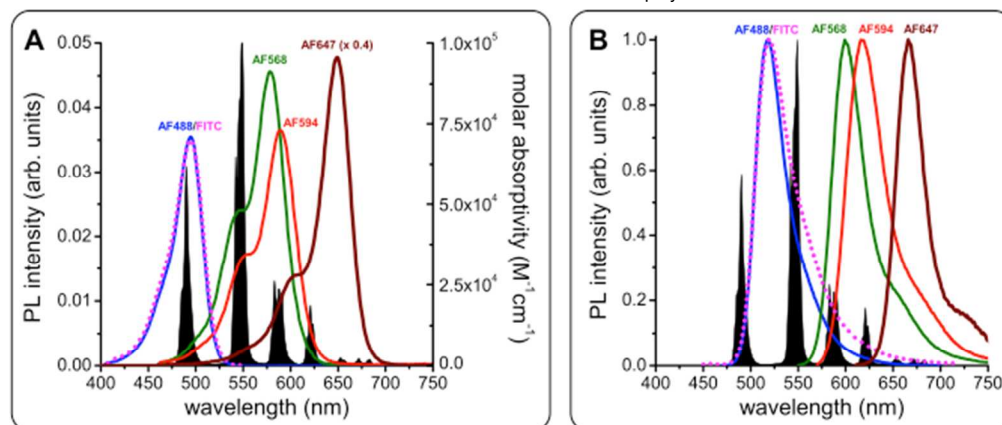 A
AF647 (x 0.4)
AF568
AF594
AF488/FITC
PL intensity (arb. units)
0.05
0.04
0.03
0.02
0.01
0.00
1.0x10⁵
7.5x10⁴
5.0x10⁴
2.5x10⁴
0.0
molar absorptivity (M⁻¹cm⁻¹)
400 450 500 550 600 650 700 750
wavelength (nm)
B
AF488/FITC AF568 AF594 AF647
PL intensity (arb. units)
1.0
0.8
0.6
0.4
0.2
0.0
400 450 500 550 600 650 700 750
wavelength (nm)